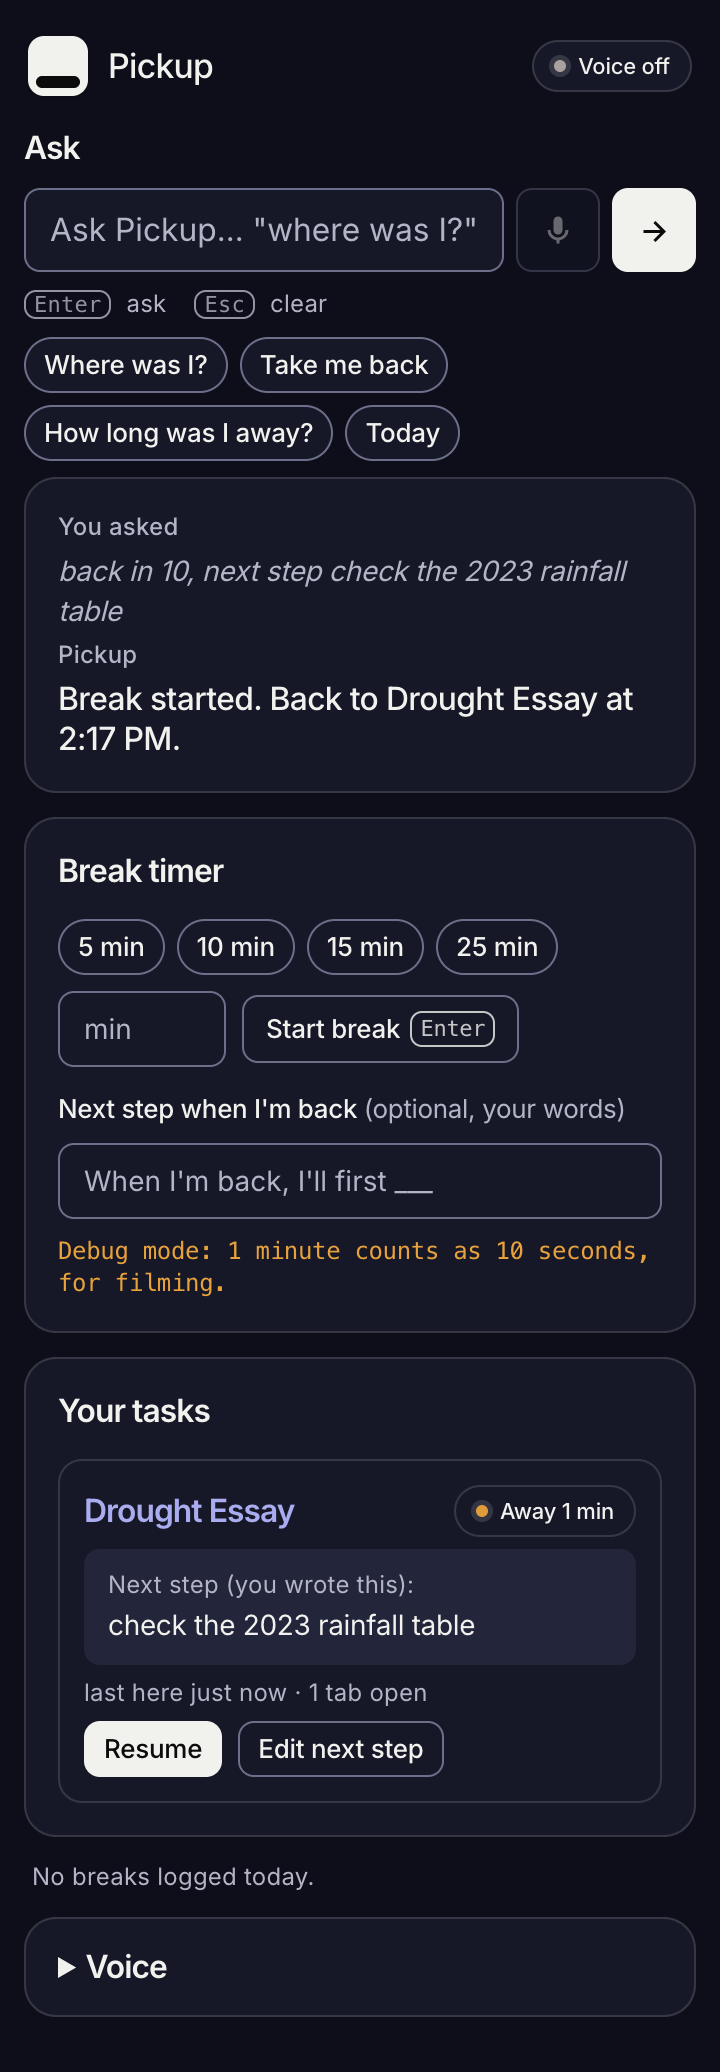 Pickup
Voice off
Ask
Ask Pickup... "where was I?"
→
Enter ask Esc clear
Where was I? Take me back
How long was I away? Today
You asked
back in 10, next step check the 2023 rainfall
table
Pickup
Break started. Back to Drought Essay at
2:17 PM.
Break timer
5 min 10 min 15 min 25 min
min Start break Enter
Next step when I'm back (optional, your words)
When I'm back, I'll first ___
Debug mode: 1 minute counts as 10 seconds,
for filming.
Your tasks
Drought Essay Away 1 min
Next step (you wrote this):
check the 2023 rainfall table
last here just now · 1 tab open
Resume Edit next step
No breaks logged today.
Voice